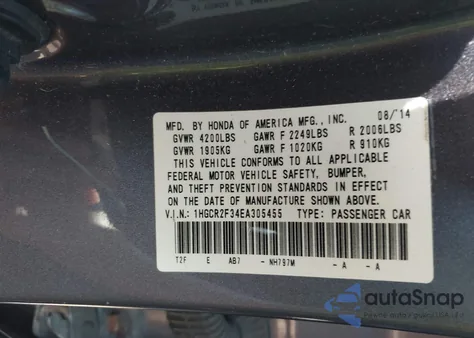 MFD. BY HONDA OF AMERICA MFG., INC. 08/'14
GVWR 4200LBS GAWR F 2249LBS R 2006LBS
GVWR 1905KG GAWR F 1020KG R 910KG
THIS VEHICLE CONFORMS TO ALL APPLICABLE
FEDERAL MOTOR VEHICLE SAFETY, BUMPER,
AND THEFT PREVENTION STANDARDS IN EFFECT
ON THE DATE OF MANUFACTURE SHOWN ABOVE.
V.I.N.: 1HGCR2F34EA305455 TYPE: PASSENGER CAR
T2F E AB7 - NH797M - A - A
autoSnap